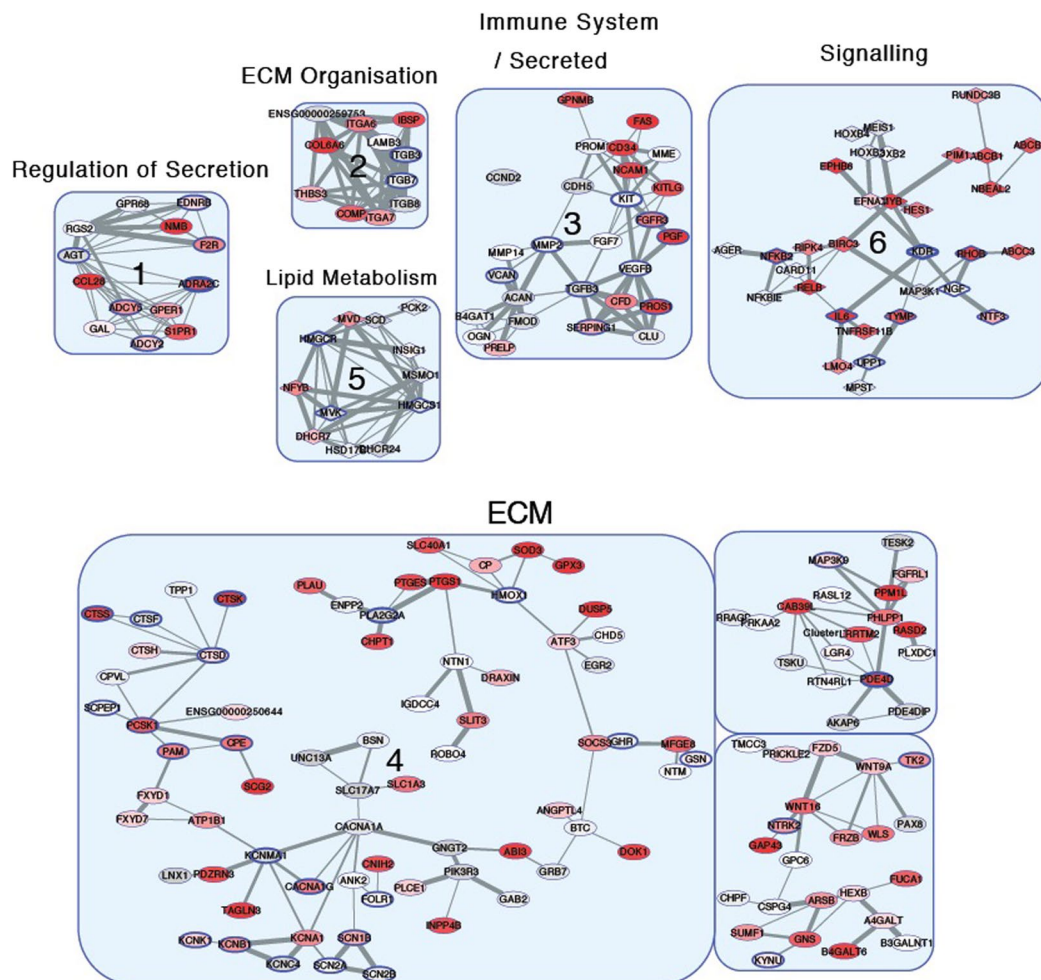 Immune System
/ Secreted
Signalling
ECM Organisation
Regulation of Secretion
Lipid Metabolism
ECM
GPR68
EDNRB
RGS2
NMB
F2R
AGT
1
CCL28
ADRA2C
ADCY5
GPER1
GAL
S1PR1
ADCY2
ENSG00000259753
ITGA6
IBSP
COL6A6
LAMB3
ITGB3
2
ITGB7
THBS3
ITGB8
COMP
ITGA7
PCK2
MVD
SCD
HMGCR
INSIG1
5
MSMO1
NFYB
HMGCS1
MVK
DHCR7
DHCR24
GPNMB
FAS
PROM
CD34
MME
CCND2
NCAM1
CDH5
KITLG
KIT
3
FGFR3
PGF
MMP14
MMP2
FGF7
VCAN
VEGFB
ACAN
TGFB3
CFD
PROS1
B4GAT1
FMOD
SERPING1
OGN
CLU
PRELP
RUNDC3B
HOXB4
MEIS1
HOXB3
ABCB
PIM1
ABCB1
EPHB6
NBEAL2
EFNA1
MYB
HES1
6
AGER
RIPK4
BIRC3
KDR
RHOB
ABCC3
NFKB2
CARD11
NFKBIE
RELB
MAP3K1
NGF
IL6
TYMP
NTF3
TNFRSF11B
LMO4
UPP1
MPST
SLC40A1
CP
SOD3
GPX3
PLAU
PTGES
PTGS1
HMOX1
ENPP2
PLA2G2A
CHPT1
DUSP5
ATF3
CHD5
EGR2
TPP1
CTSK
CTSS
CTSF
CTSH
CTSD
CPVL
SCPEP1
ENSG00000250644
PCSK1
PAM
CPE
SCG2
NTN1
DRAXIN
IGDCC4
SLIT3
ROBO4
BSN
UNC13A
4
SLC17A7
SLC1A3
SOCS3
GHR
MFGE8
GSN
NTM
FXYD1
FXYD7
ATP1B1
CACNA1A
ANGPTL4
BTC
DOK1
GRB7
KCNMA1
GNGT2
ABI3
LNX1
PDZRN3
CACNA1G
ANK2
CNIH2
FOLR1
PIK3R3
PLCE1
GAB2
TAGLN3
INPP4B
KCNK1
KCNB1
KCNA1
SCN1B
KCNC4
SCN2A
SCN2B
TESK2
MAP3K9
FGFRL1
RASL12
PPM1L
CAB39L
PHLPP1
RRAGD
PRKAA2
Cluster
LRRTM2
RASD2
LGR4
PLXDC1
TSKU
RTN4RL1
PDE4D
AKAP6
PDE4DIP
TMCC3
PRICKLE2
FZD5
WNT9A
TK2
WNT16
NTRK2
PAX8
GAP43
FRZB
WLS
GPC6
FUCA1
CHPF
CSPG4
ARSB
HEXB
A4GALT
SUMF1
GNS
B3GALNT1
KYNU
B4GALT6